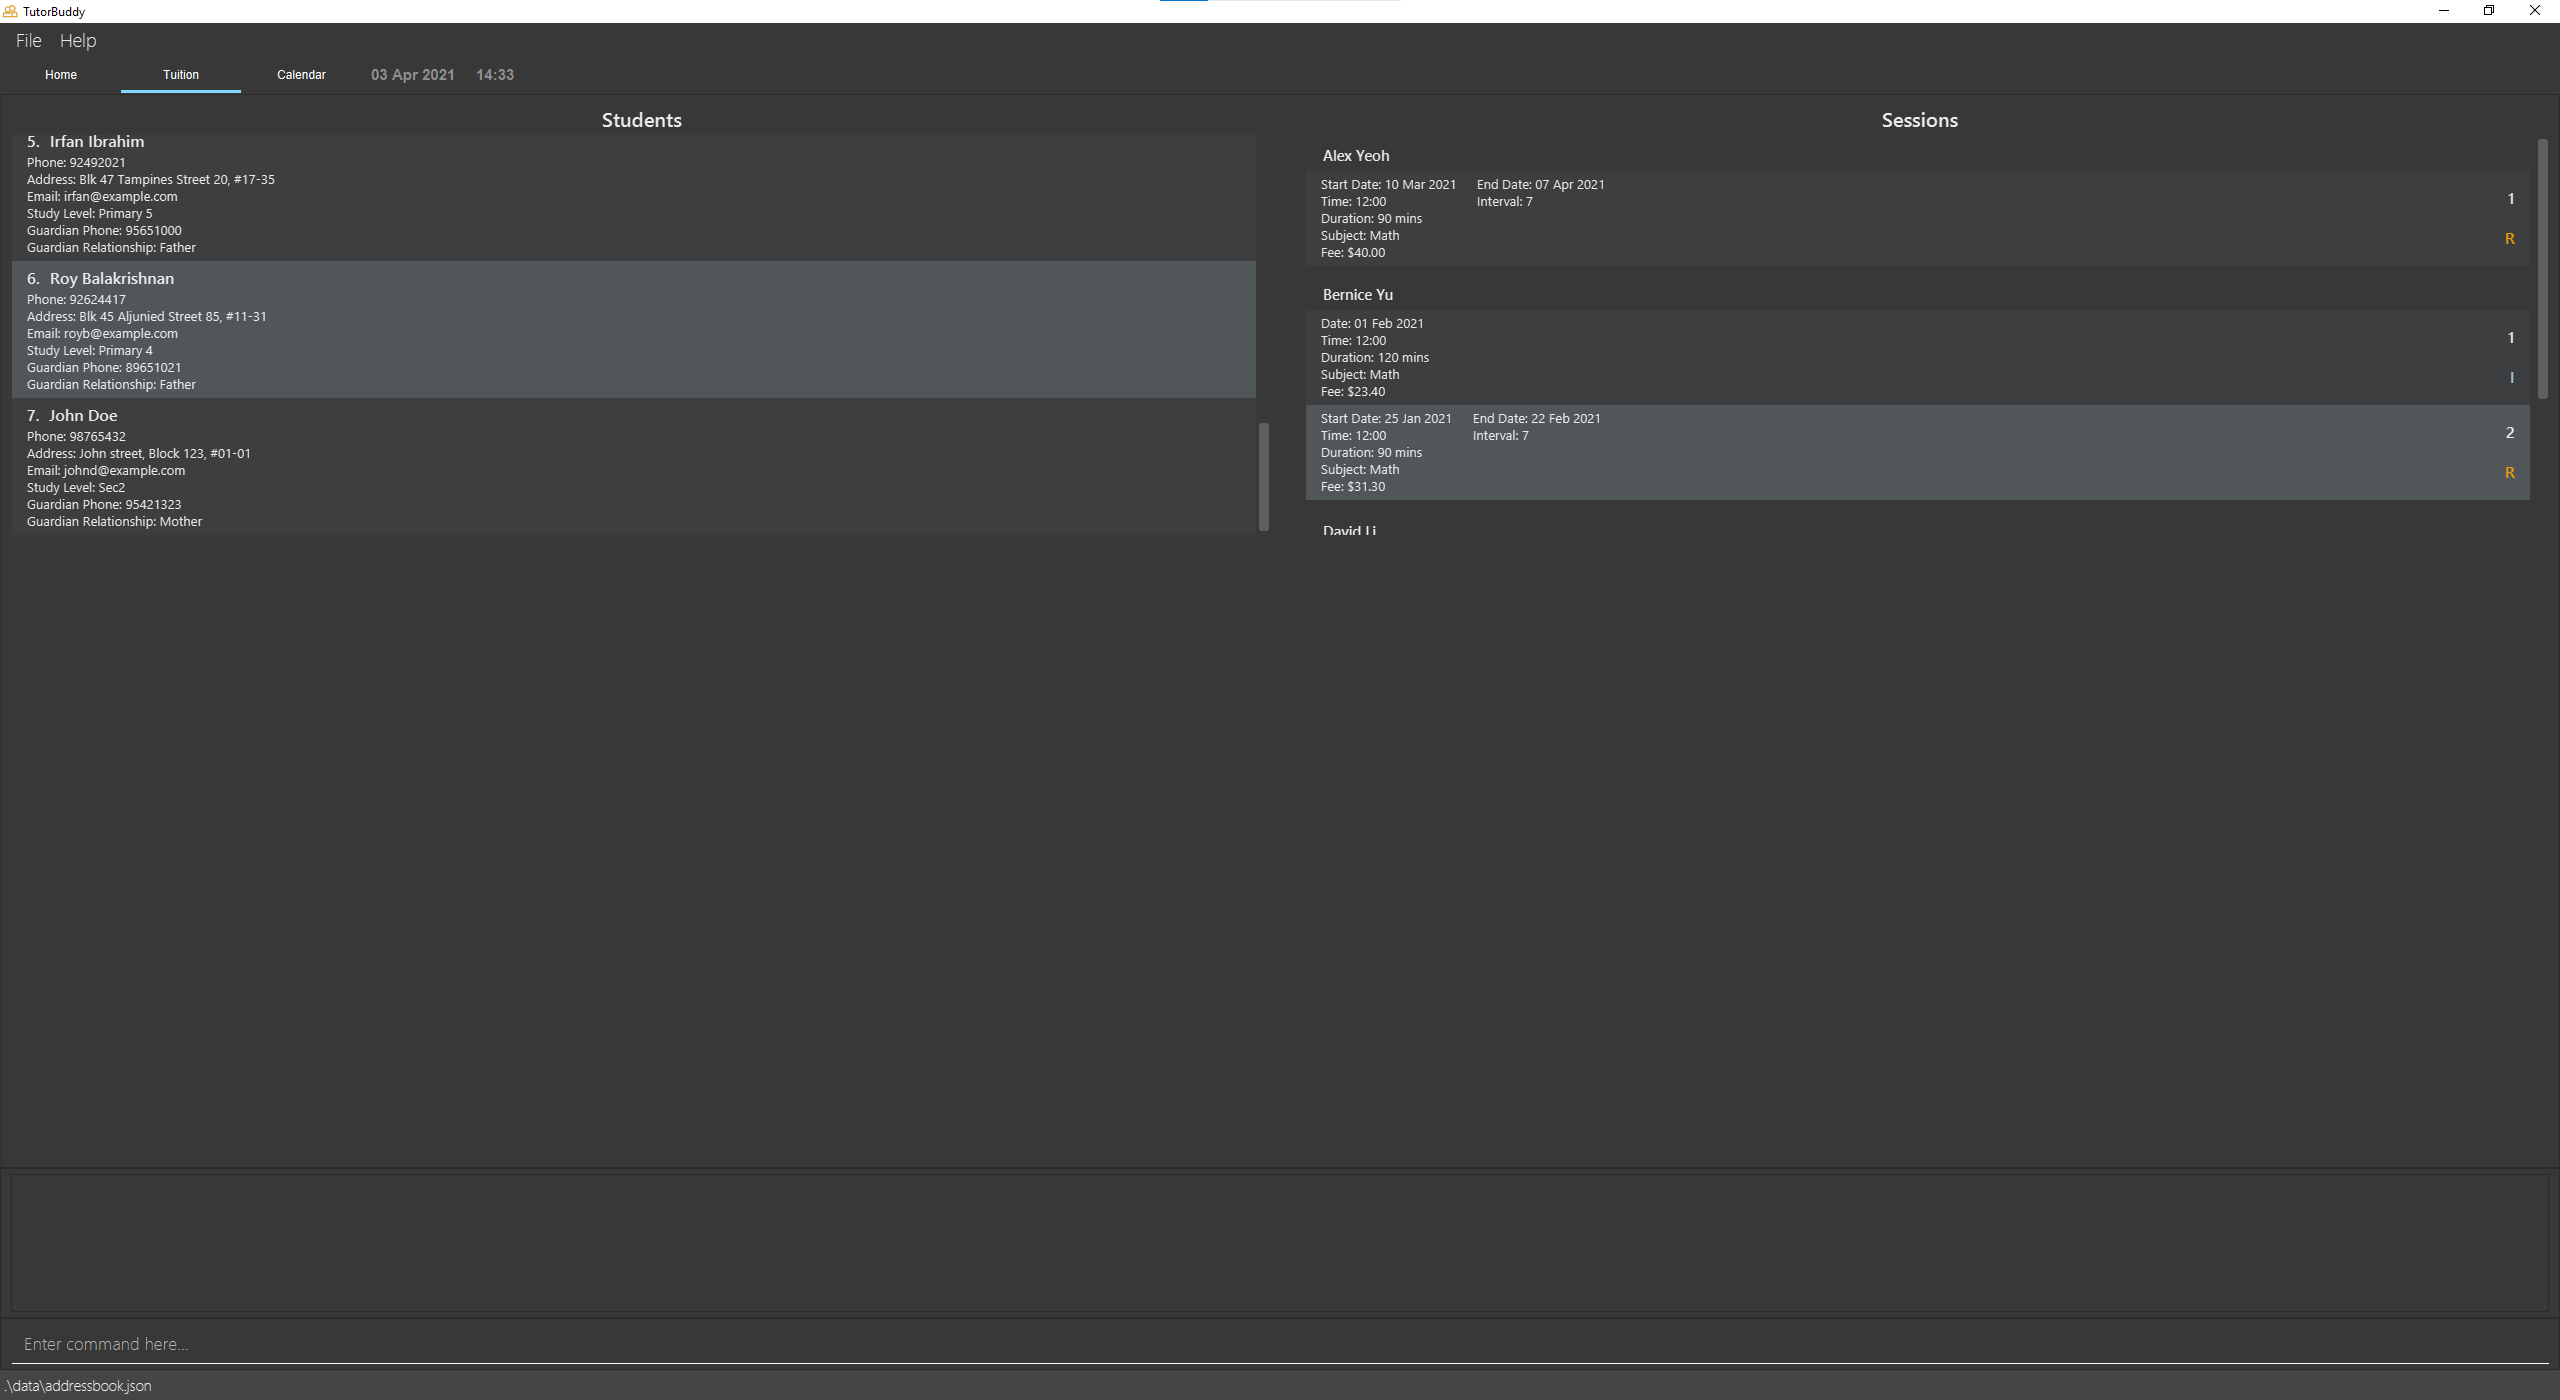 TutorBuddy
File Help
Home Tuition Calendar 03 Apr 2021 14:33
Students
5. Irfan Ibrahim
Phone: 92492021
Address: Blk 47 Tampines Street 20, #17-35
Email: irfan@example.com
Study Level: Primary 5
Guardian Phone: 95651000
Guardian Relationship: Father
6. Roy Balakrishnan
Phone: 92624417
Address: Blk 45 Aljunied Street 85, #11-31
Email: royb@example.com
Study Level: Primary 4
Guardian Phone: 89651021
Guardian Relationship: Father
7. John Doe
Phone: 98765432
Address: John street, Block 123, #01-01
Email: johnd@example.com
Study Level: Sec2
Guardian Phone: 95421323
Guardian Relationship: Mother
Sessions
Alex Yeoh
Start Date: 10 Mar 2021 End Date: 07 Apr 2021
1
Time: 12:00 Interval: 7
Duration: 90 mins
Subject: Math
R
Fee: $40.00
Bernice Yu
Date: 01 Feb 2021
1
Time: 12:00
Duration: 120 mins
Subject: Math
I
Fee: $23.40
Start Date: 25 Jan 2021 End Date: 22 Feb 2021
2
Time: 12:00 Interval: 7
Duration: 90 mins
Subject: Math
R
Fee: $31.30
David Li
Enter command here...
.\data\addressbook.json